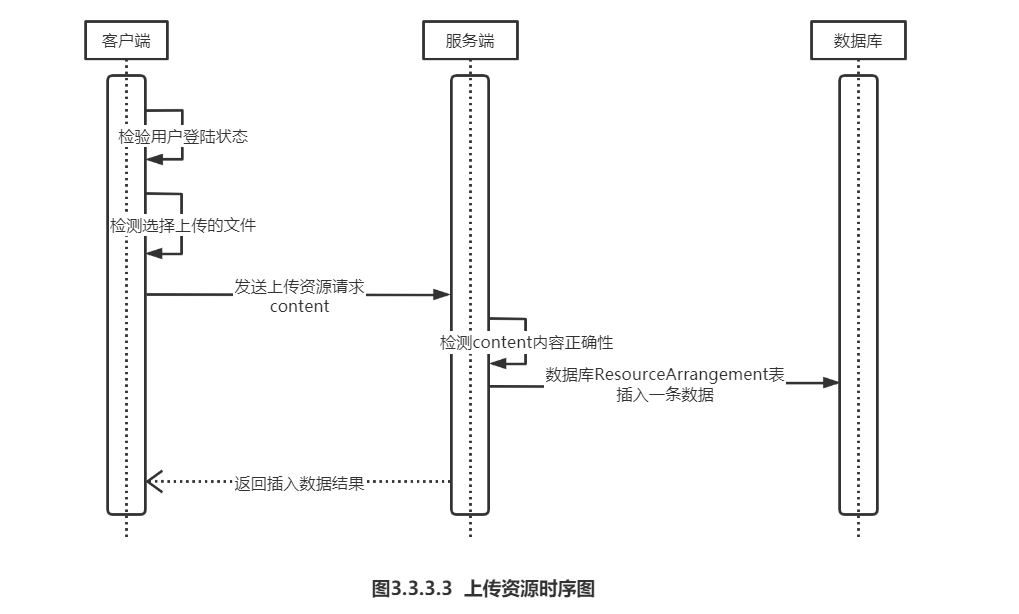 客户端
服务端
数据库
检验用户登陆状态
检测选择上传的文件
发送上传资源请求
content
检测content内容正确性
数据库ResourceArrangement表
插入一条数据
返回插入数据结果
图3.3.3.3 上传资源时序图